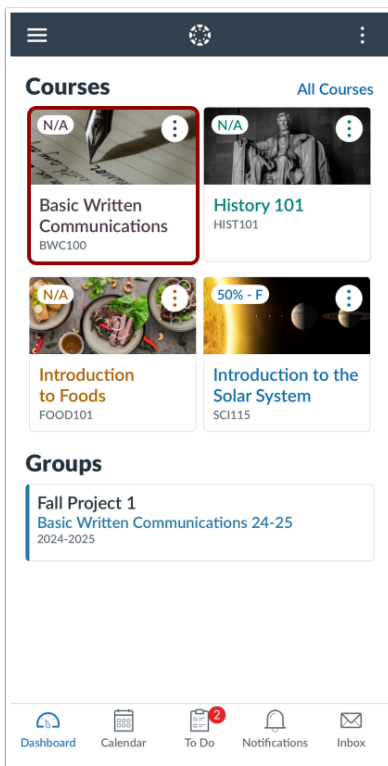 Courses
All Courses
N/A
N/A
Basic Written
Communications
BWC100
History 101
HIST101
N/A
50% - F
Introduction
to Foods
FOOD101
Introduction to the
Solar System
SCI115
Groups
Fall Project 1
Basic Written Communications 24-25
2024-2025
2
Dashboard
Calendar
To Do
Notifications
Inbox